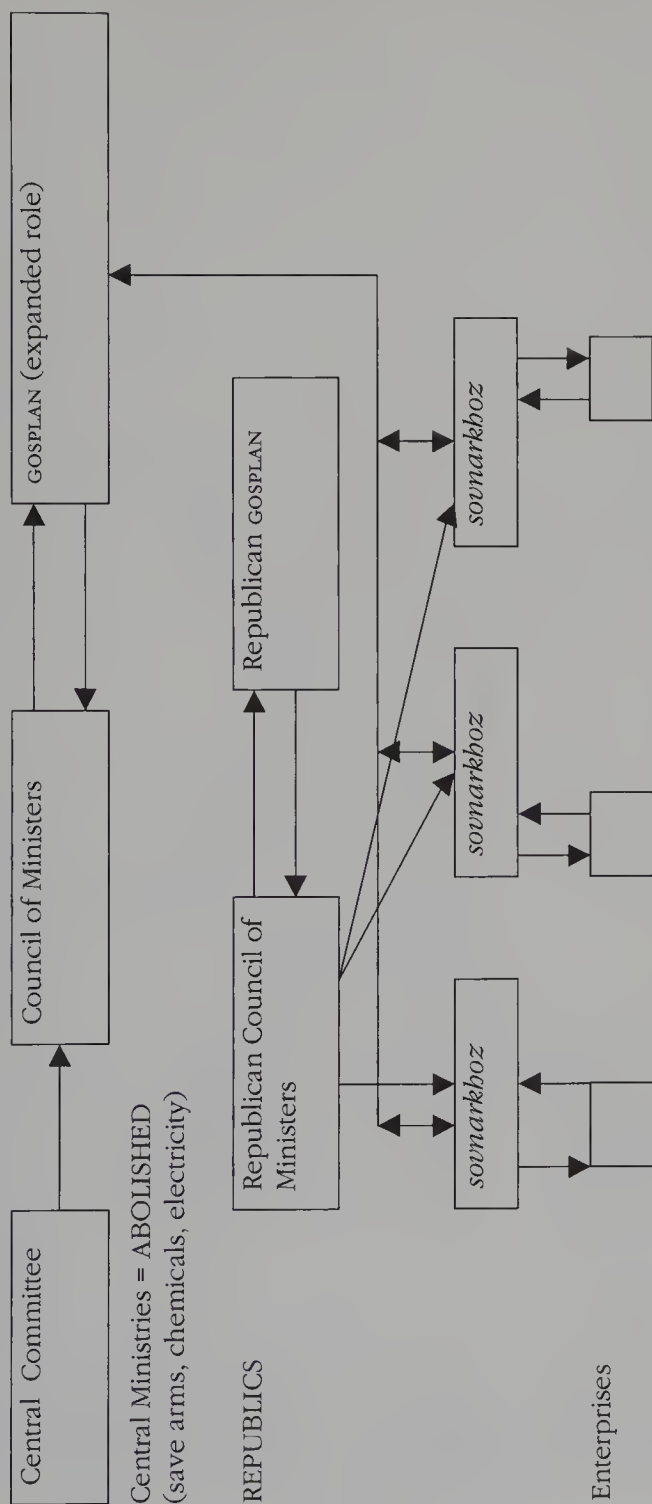 Central Committee
Council of Ministers
GOSPLAN (expanded role)
Central Ministries = ABOLISHED
(save arms, chemicals, electricity)
REPUBLICS
Republican Council of
Ministers
Republican GOSPLAN
sovnarkhoz
sovnarkhoz
sovnarkhoz
Enterprises